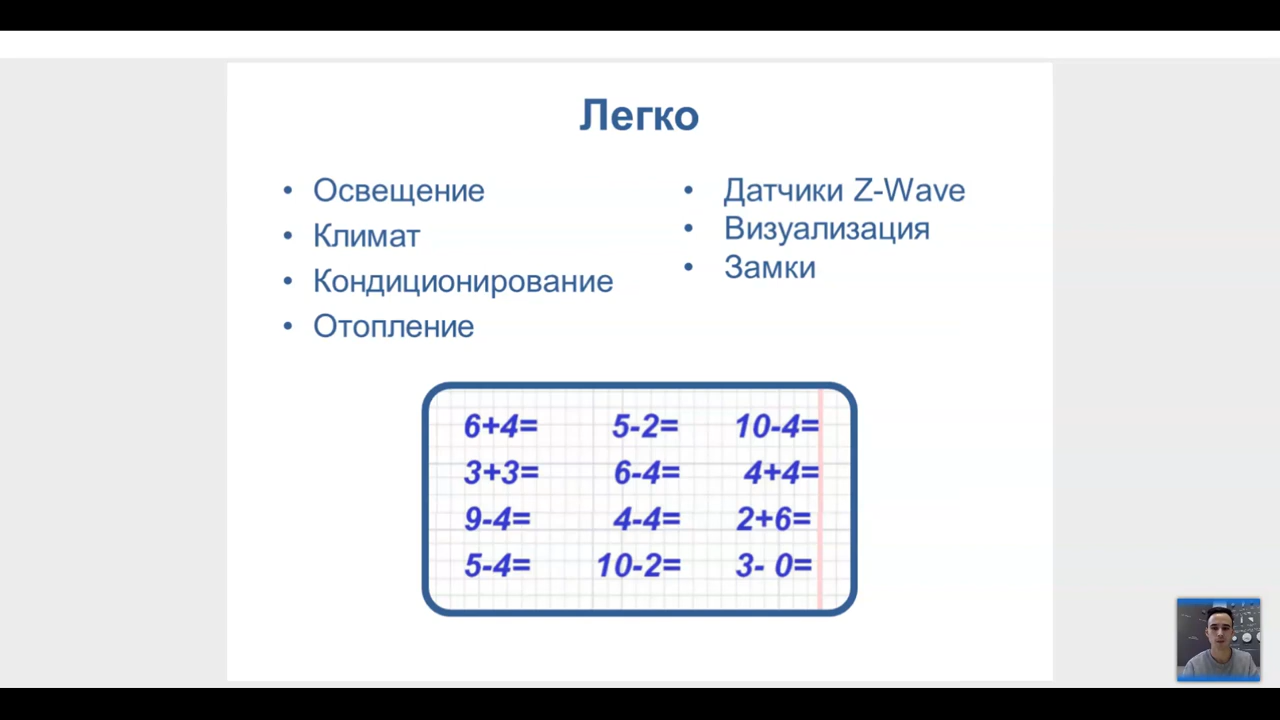 Легко
• Освещение
• Климат
• Кондиционирование
• Отопление
• Датчики Z-Wave
• Визуализация
• Замки
6+4= 5-2= 10-4=
3+3= 6-4= 4+4=
9-4= 4-4= 2+6=
5-4= 10-2= 3- 0=